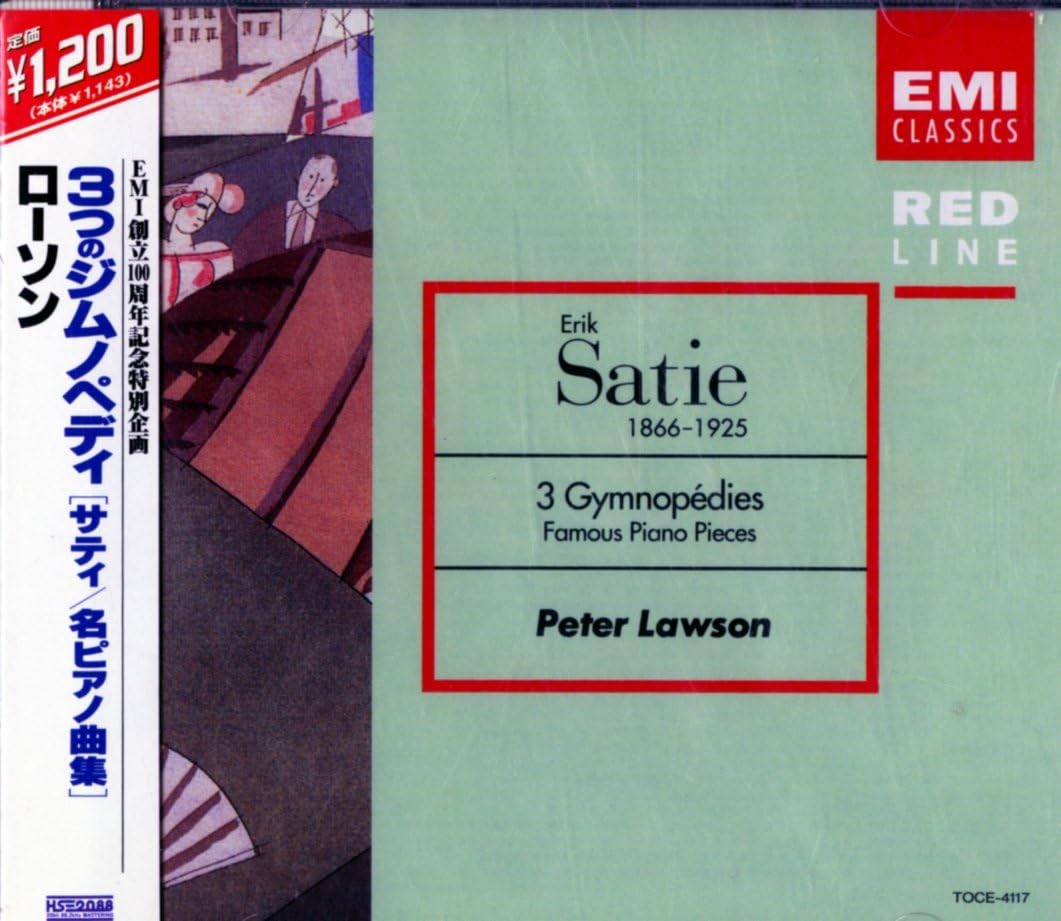 定価
¥1,200
(本体¥1,143)
EMI創立100周年記念特別企画
3つのジムノペディ[サティ/名ピアノ曲集]
ローソン
HS2088
EMI
CLASSICS
RED
LINE
Erik
Satie
1866-1925
3 Gymnopédies
Famous Piano Pieces
Peter Lawson
TOCE-4117